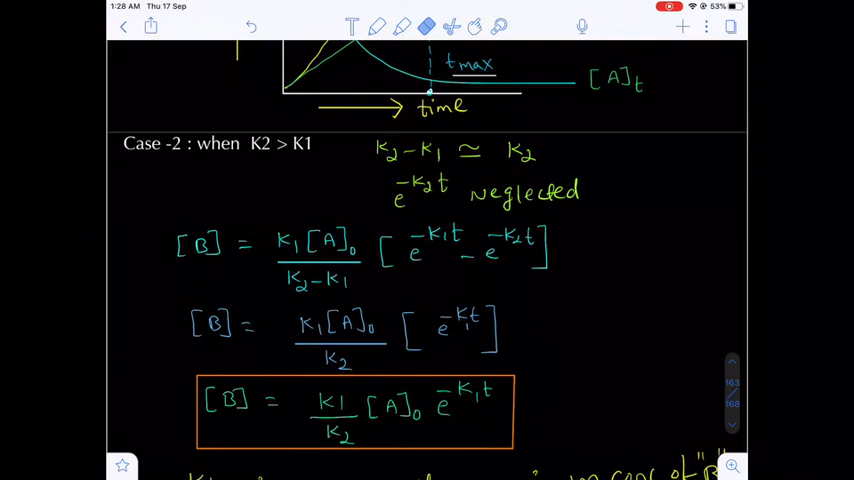 1:28 AM Thu 17 Sep
53%
tmax
[A]t
time
Case -2 : when K2 > K1
K2-K1 ≃ K2
e^-K2t neglected
[B] = K1[A]0 / K2-K1 [ e^-K1t - e^-K2t ]
[B] = K1[A]0 / K2 [ e^-K1t ]
163
/
168
[B] = K1 / K2 [A]0 e^-K1t